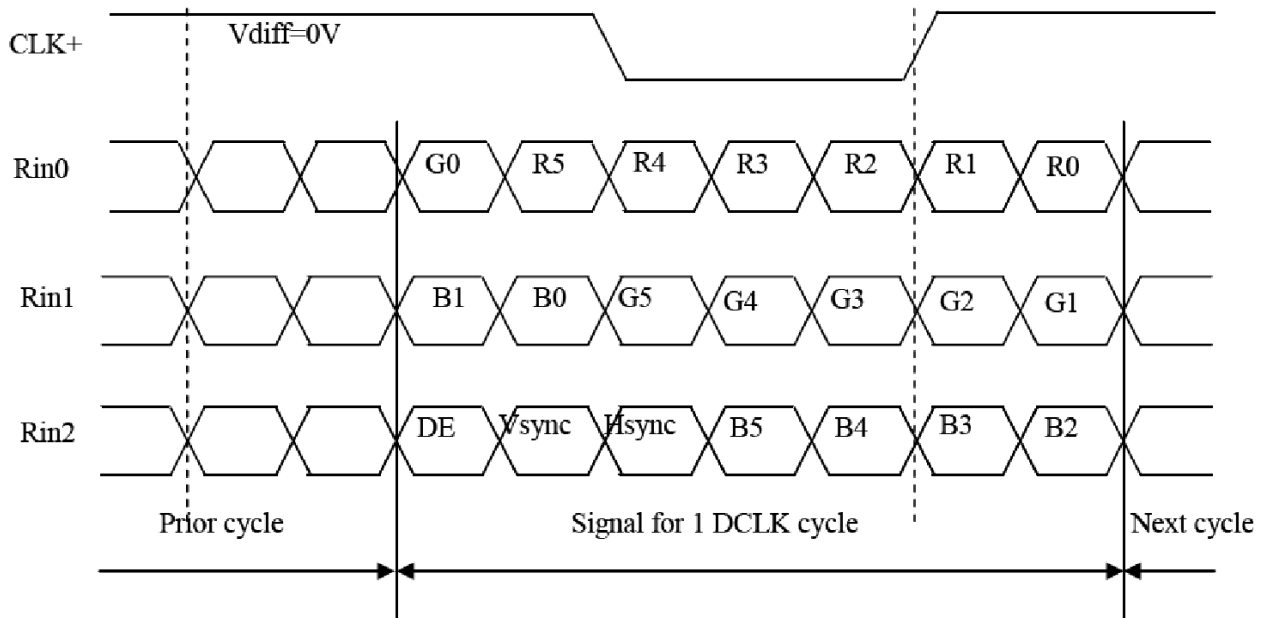 CLK+ Vdiff=0V
Rin0 G0 R5 R4 R3 R2 R1 R0
Rin1 B1 B0 G5 G4 G3 G2 G1
Rin2 DE Vsync Hsync B5 B4 B3 B2
Prior cycle Signal for 1 DCLK cycle Next cycle